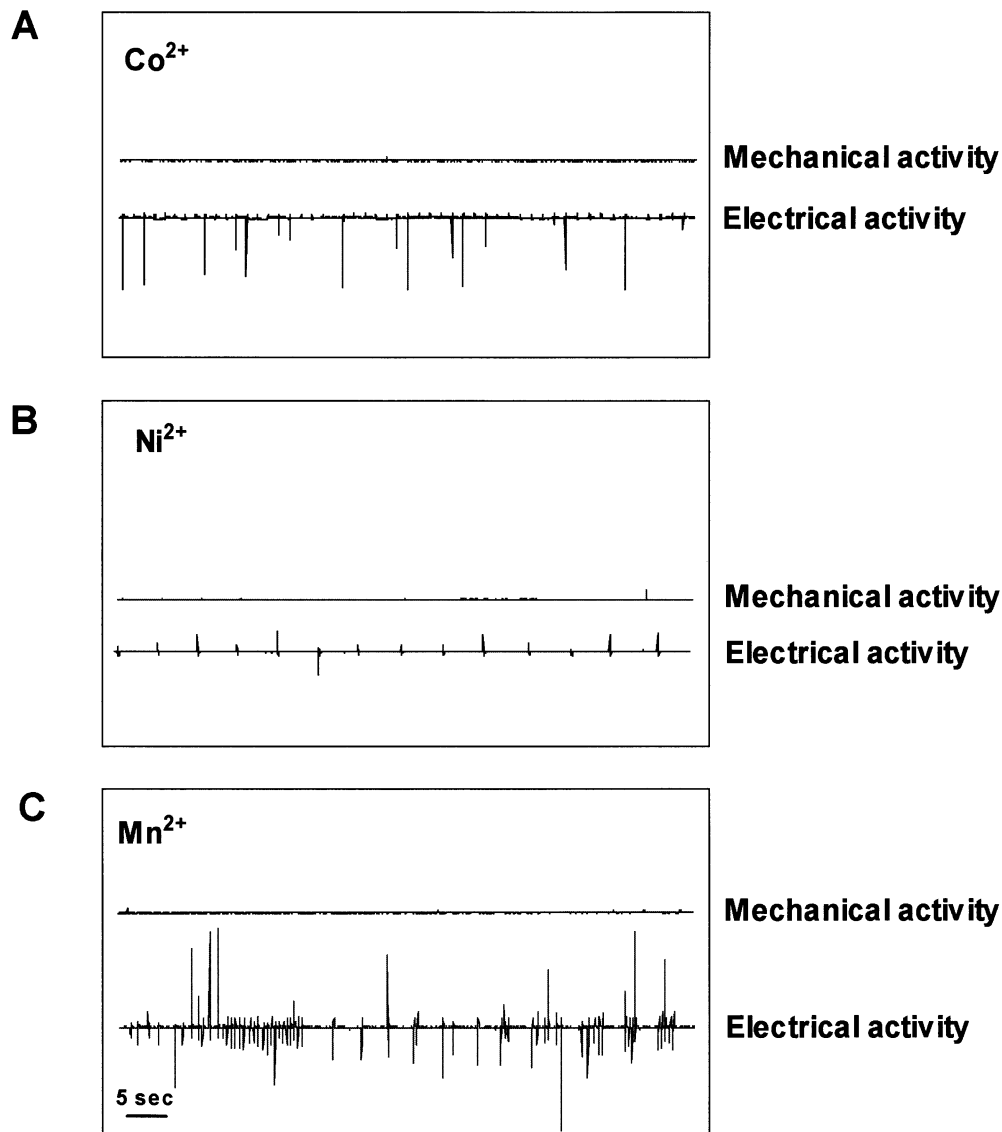 A
Co²⁺
Mechanical activity
Electrical activity
B
Ni²⁺
Mechanical activity
Electrical activity
C
Mn²⁺
Mechanical activity
Electrical activity
5 sec